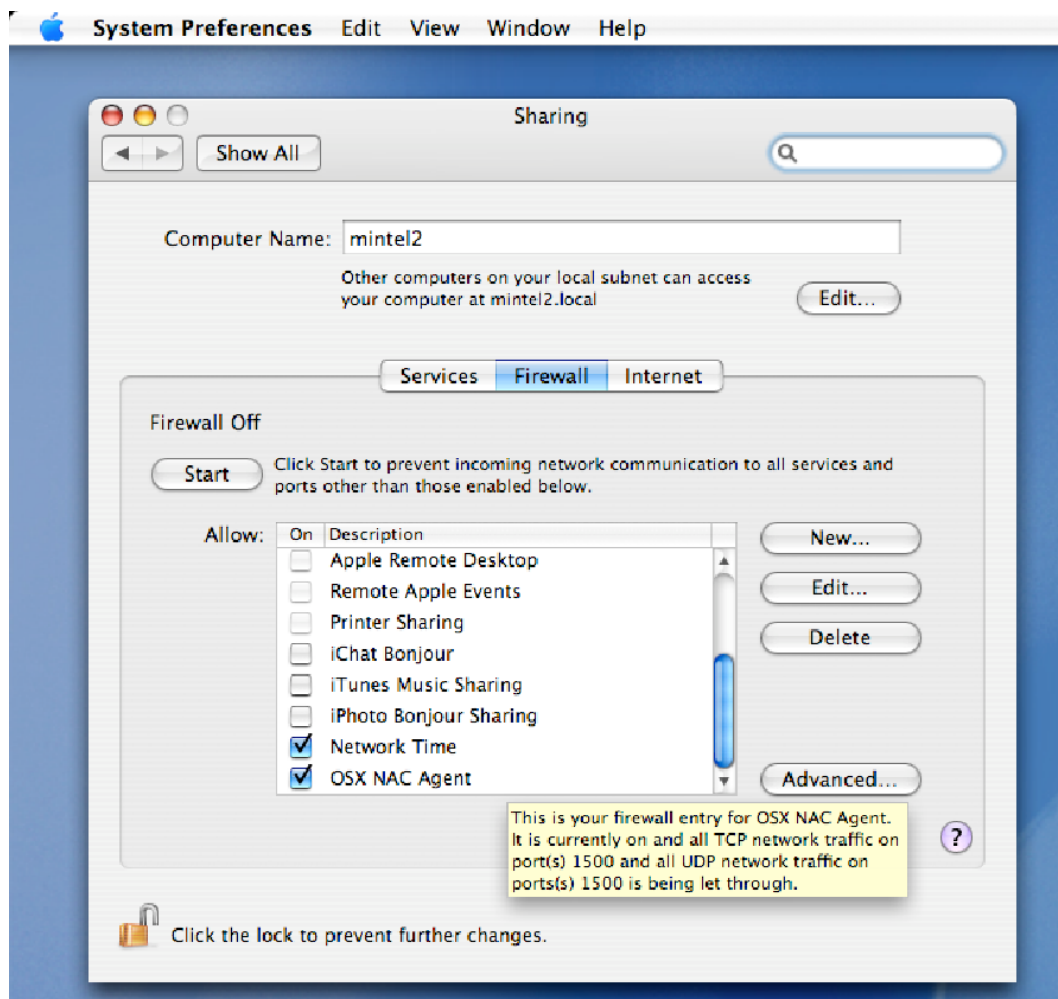 System Preferences Edit View Window Help
Sharing
Show All
Computer Name: mintel2
Other computers on your local subnet can access
your computer at mintel2.local
Edit...
Services Firewall Internet
Firewall Off
Start
Click Start to prevent incoming network communication to all services and
ports other than those enabled below.
Allow: On Description
New...
Apple Remote Desktop
Remote Apple Events
Edit...
Printer Sharing
Delete
iChat Bonjour
iTunes Music Sharing
iPhoto Bonjour Sharing
Network Time
OSX NAC Agent
Advanced...
This is your firewall entry for OSX NAC Agent.
It is currently on and all TCP network traffic on
port(s) 1500 and all UDP network traffic on
ports(s) 1500 is being let through.
?
Click the lock to prevent further changes.